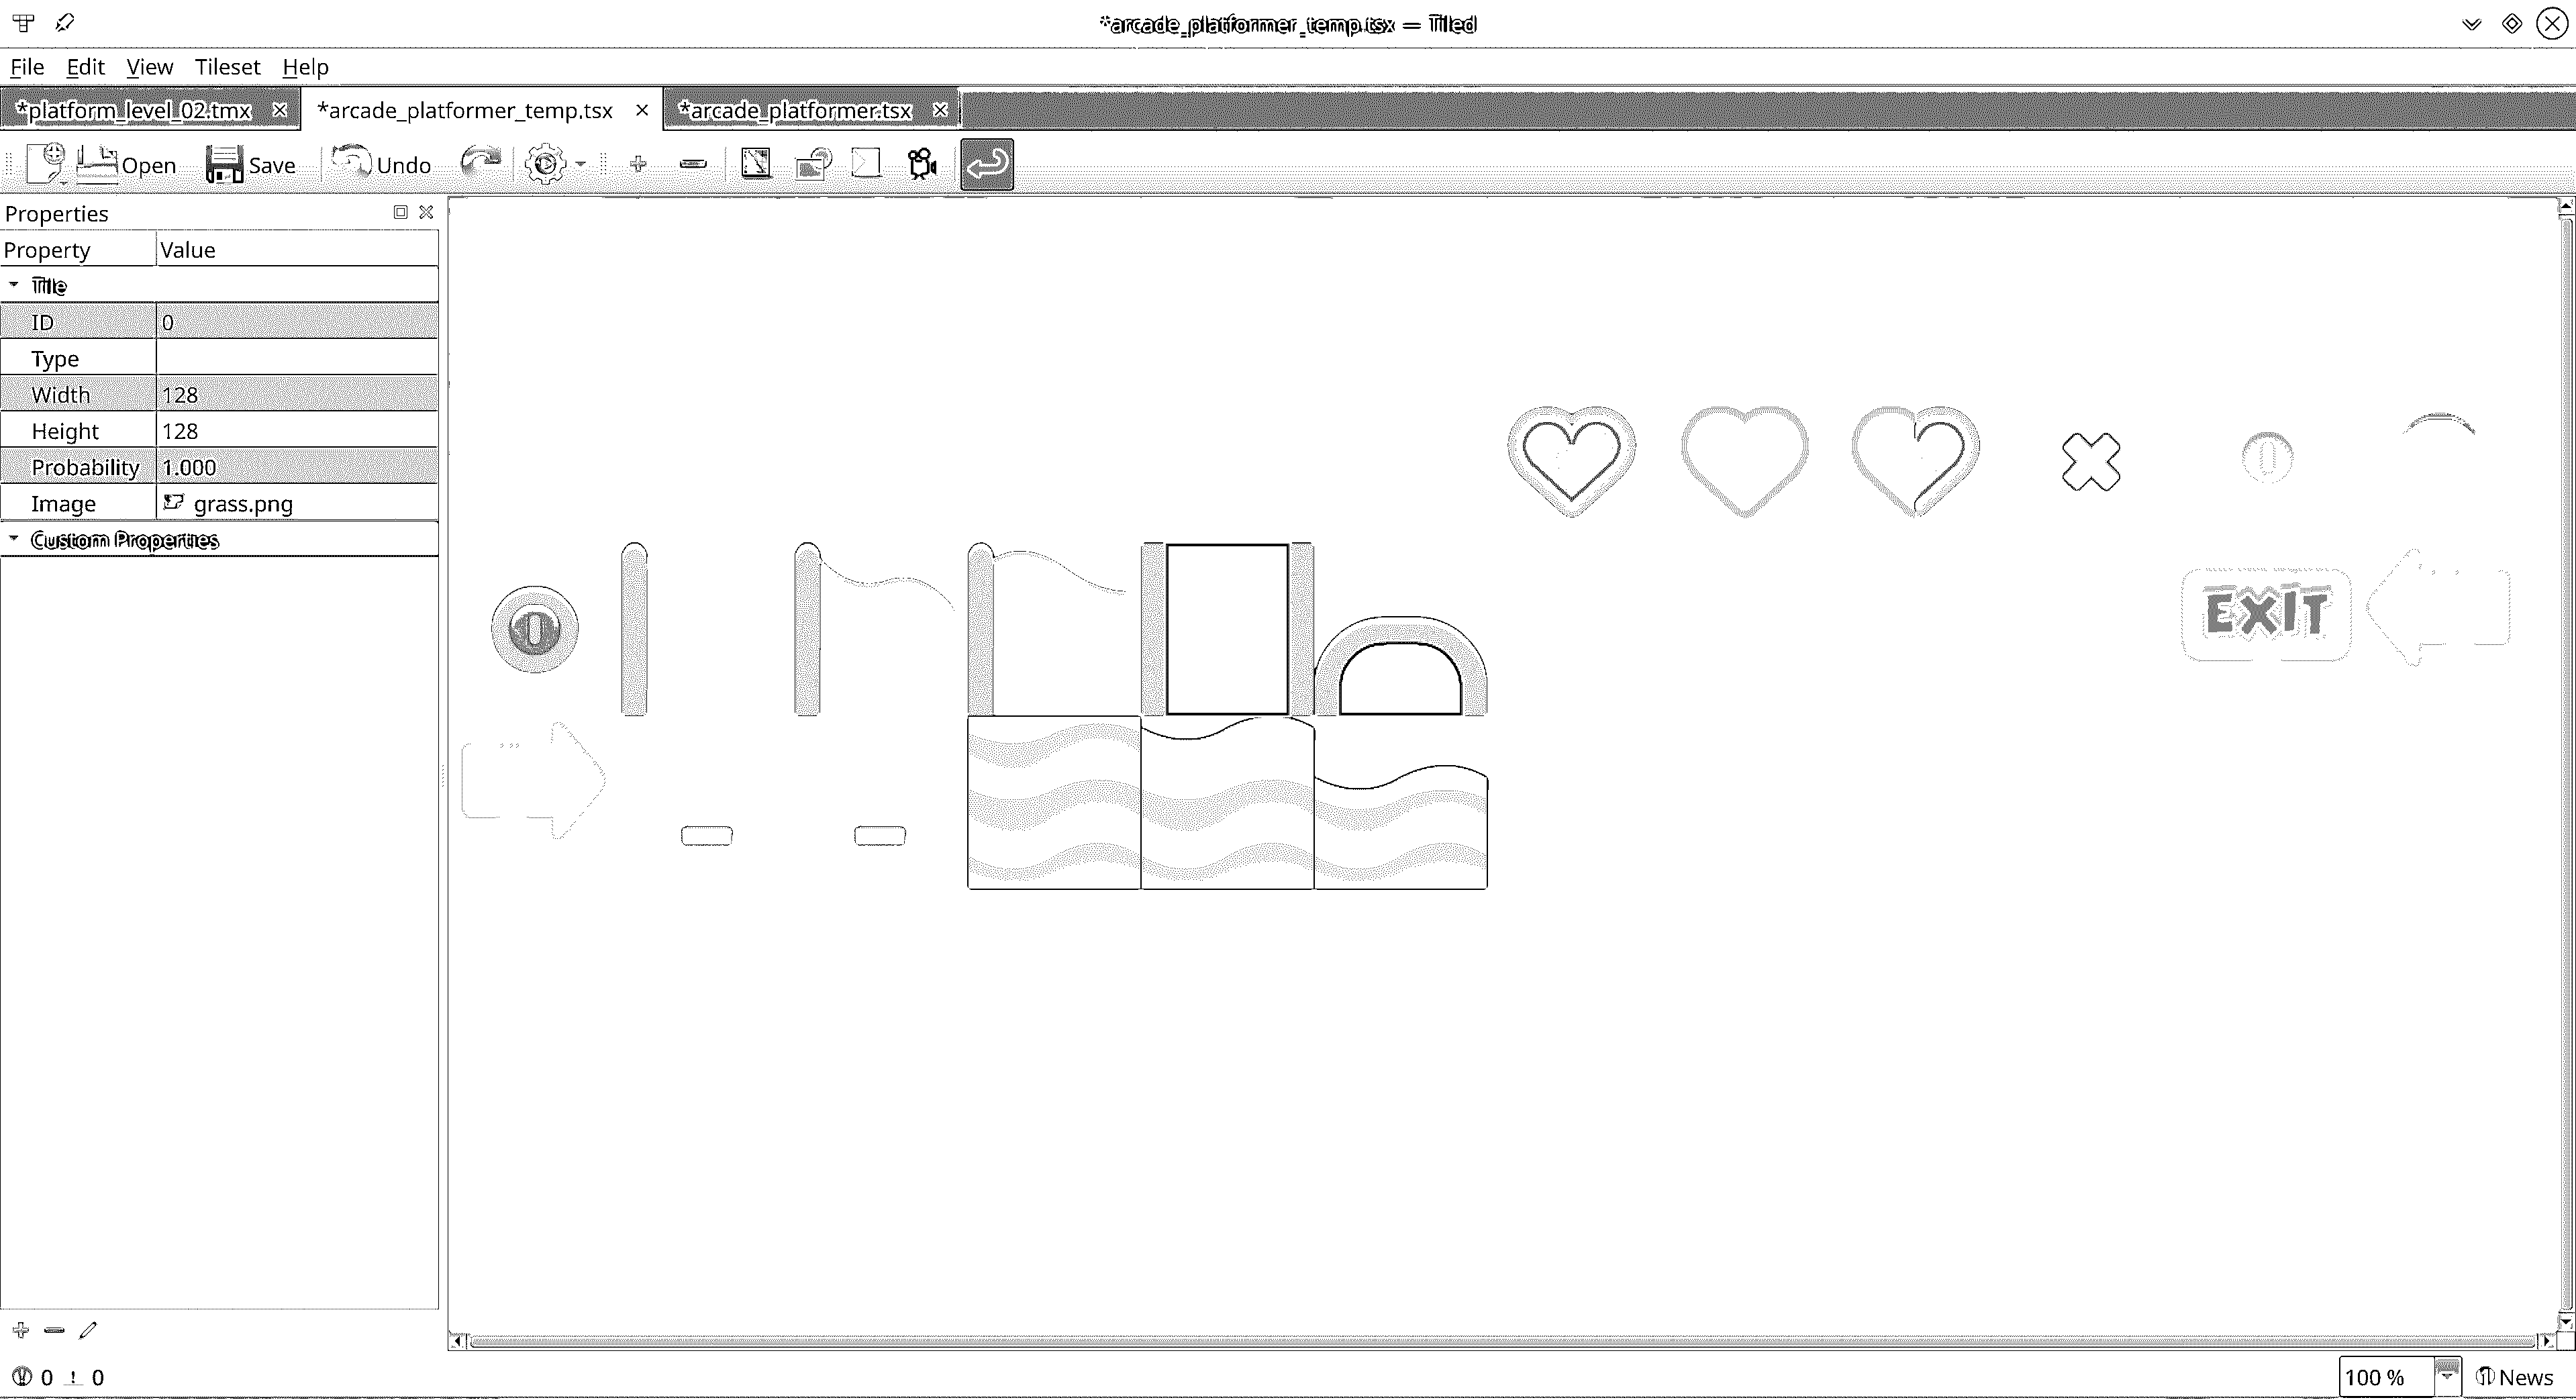 *arcade_platformer_temp.tsx — Tiled
File Edit View Tileset Help
*platform_level_02.tmx *arcade_platformer_temp.tsx *arcade_platformer.tsx
Open Save Undo
Properties
Property Value
Tile
ID 0
Type
Width 128
Height 128
Probability 1.000
Image grass.png
Custom Properties
0
0
EXIT
0 0
100 % News